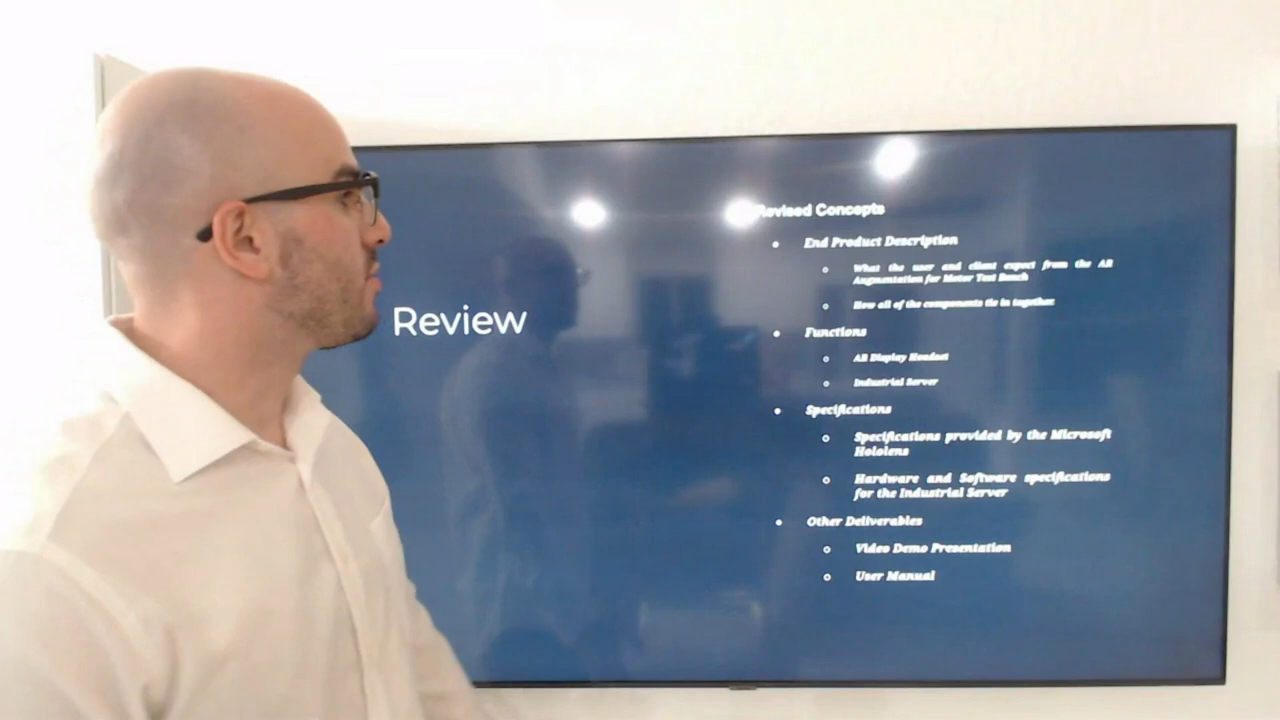 Review
Revised Concepts
End Product Description
What the user and client expect from the AR
Augmentation for Motor Test Bench
How all of the components tie in together
Functions
AR Display Headset
Industrial Server
Specifications
Specifications provided by the Microsoft
Hololens
Hardware and Software specifications
for the Industrial Server
Other Deliverables
Video Demo Presentation
User Manual